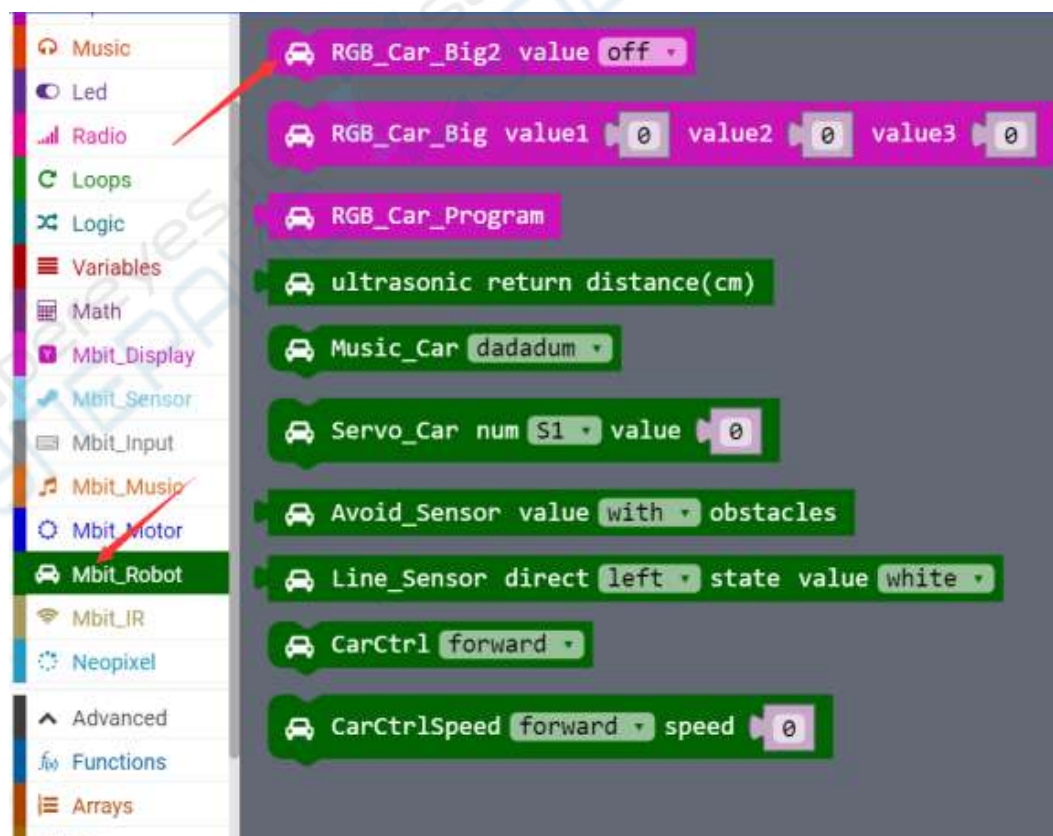 Music
Led
Radio
Loops
Logic
Variables
Math
Mbit_Display
Mbit_Sensor
Mbit_Input
Mbit_Music
Mbit_Motor
Mbit_Robot
Mbit_IR
Neopixel
Advanced
Functions
Arrays
RGB_Car_Big2 value off
RGB_Car_Big value1 0 value2 0 value3 0
RGB_Car_Program
ultrasonic return distance(cm)
Music_Car dadadum
Servo_Car num S1 value 0
Avoid_Sensor value with obstacles
Line_Sensor direct left state value white
CarCtrl forward
CarCtrlSpeed forward speed 0